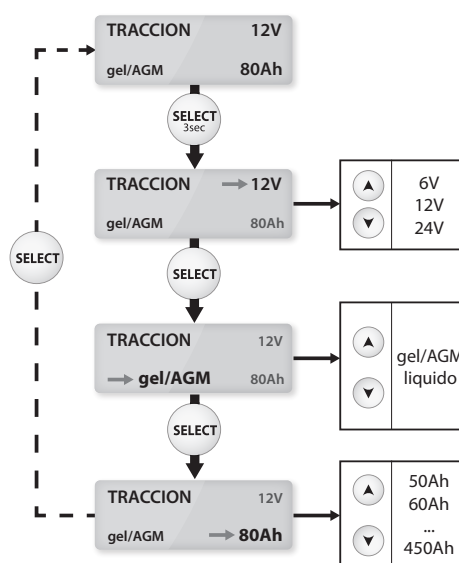 TRACCION 12V
gel/AGM 80Ah
SELECT
3sec
TRACCION 12V
gel/AGM 80Ah
6V
12V
24V
SELECT
SELECT
TRACCION 12V
gel/AGM 80Ah
gel/AGM
liquido
SELECT
TRACCION 12V
gel/AGM 80Ah
50Ah
60Ah
...
450Ah